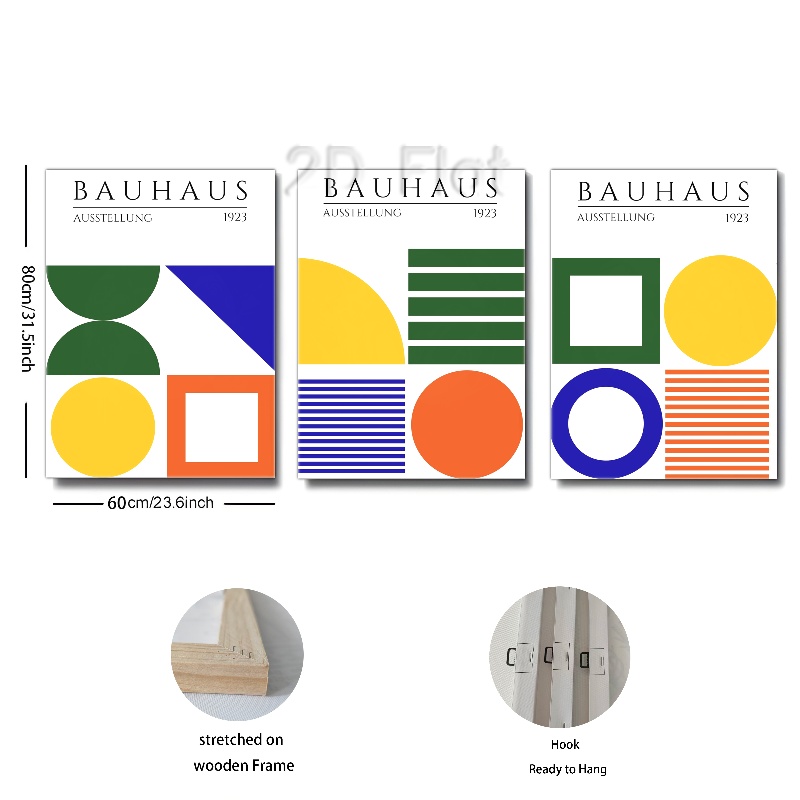 2D Flat
BAUHAUS
AUSSTELLUNG 1923
BAUHAUS
AUSSTELLUNG 1923
BAUHAUS
AUSSTELLUNG 1923
80cm/31.5inch
60cm/23.6inch
stretched on
wooden Frame
Hook
Ready to Hang